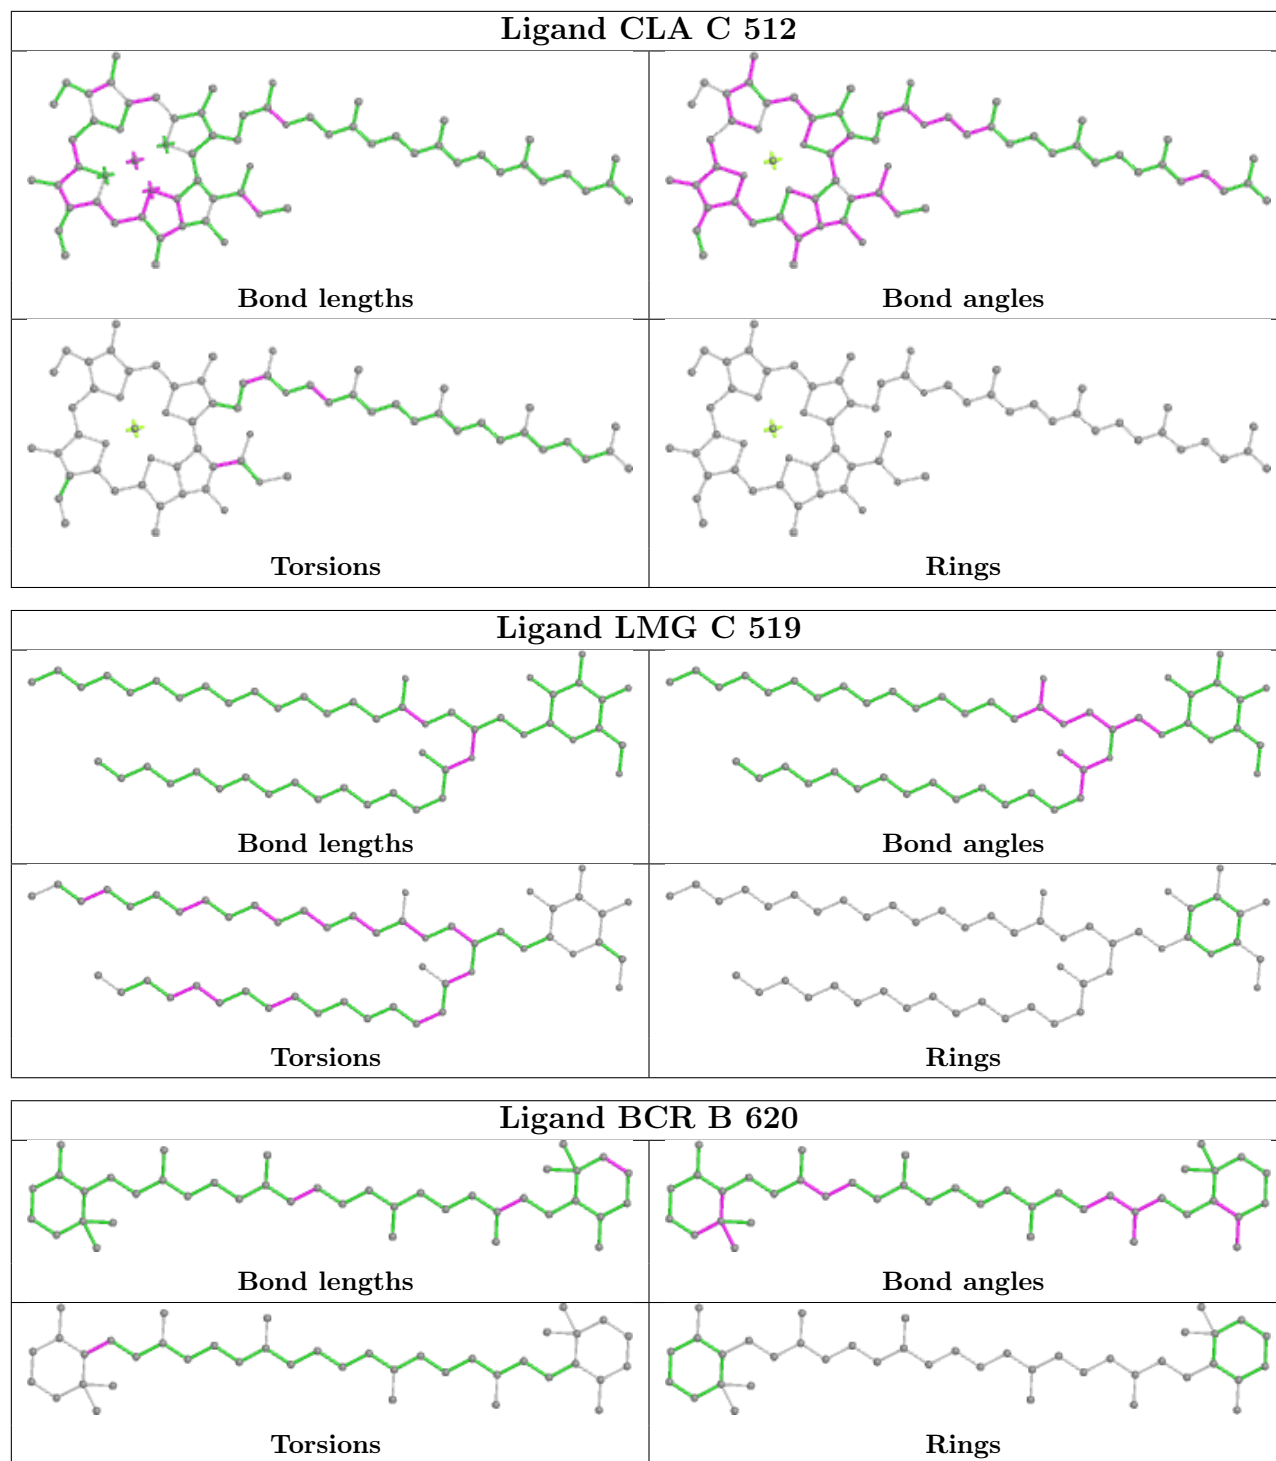 Ligand CLA C 512
Bond lengths
Bond angles
Torsions
Rings
Ligand LMG C 519
Bond lengths
Bond angles
Torsions
Rings
Ligand BCR B 620
Bond lengths
Bond angles
Torsions
Rings